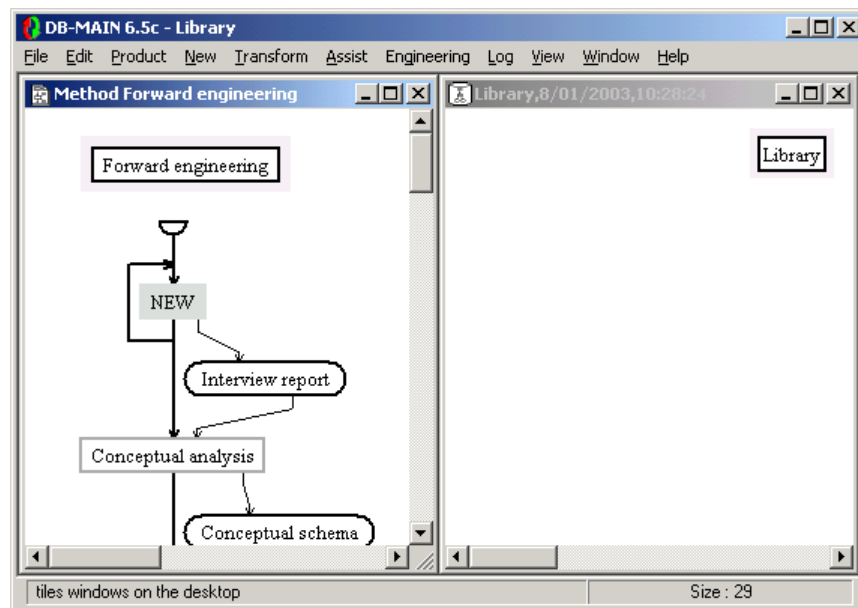 DB-MAIN 6.5c - Library
File Edit Product New Transform Assist Engineering Log View Window Help
Method Forward engineering
Library,8/01/2003,10:28:24
Forward engineering
Library
NEW
Interview report
Conceptual analysis
Conceptual schema
tiles windows on the desktop
Size : 29